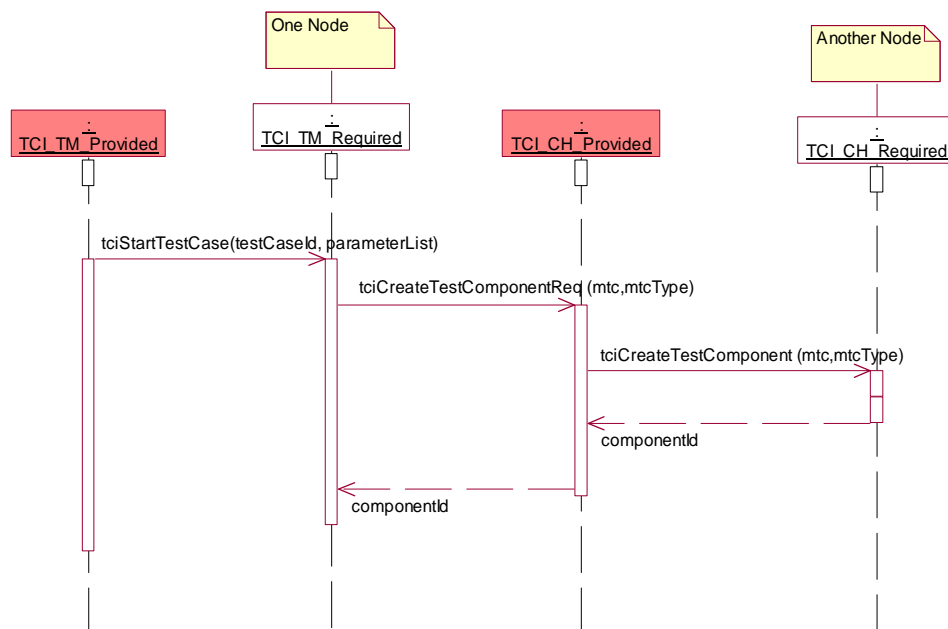 One Node
Another Node
:
TCI_TM_Provided
:
TCI_TM_Required
:
TCI_CH_Provided
:
TCI_CH_Required
tciStartTestCase(testCaseId, parameterList)
tciCreateTestComponentReq (mtc,mtcType)
tciCreateTestComponent (mtc,mtcType)
componentId
componentId